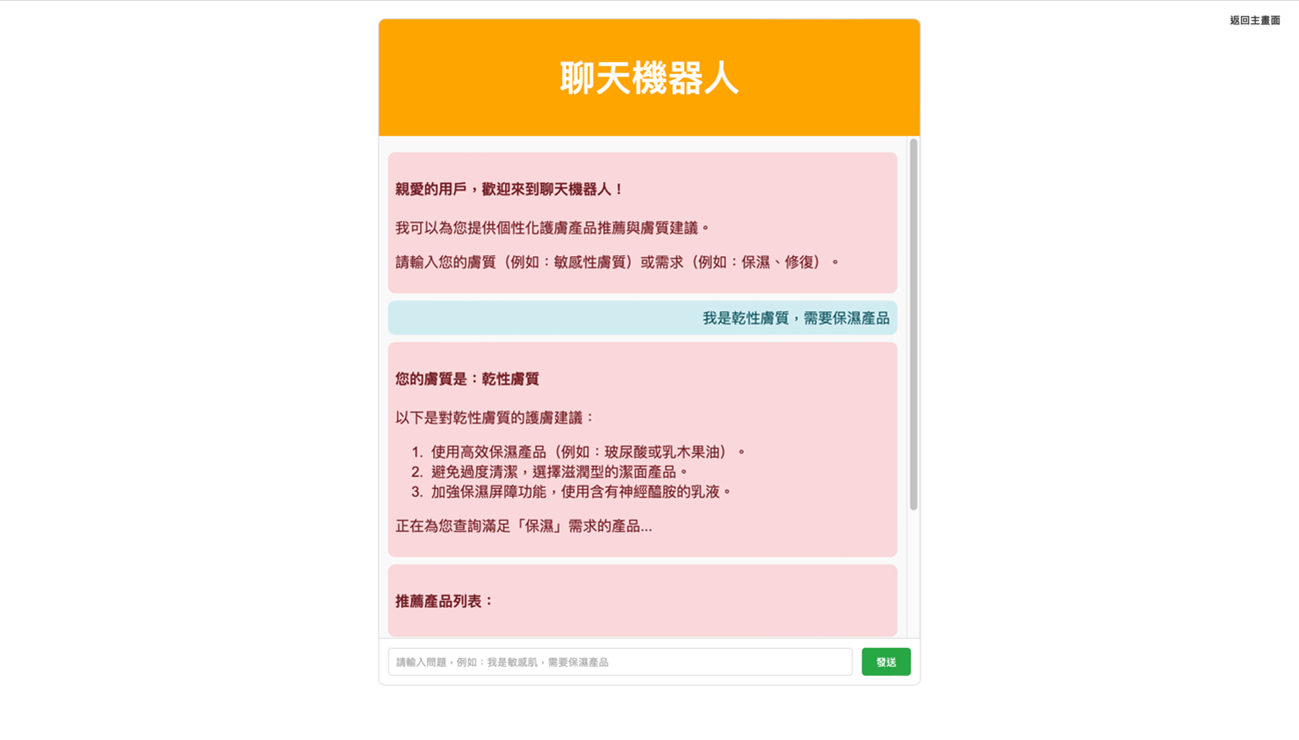 返回主畫面
聊天機器人
親愛的用戶，歡迎來到聊天機器人！
我可以為您提供個性化護膚產品推薦與膚質建議。
請輸入您的膚質（例如：敏感性膚質）或需求（例如：保濕、修復）。
我是乾性膚質，需要保濕產品
您的膚質是：乾性膚質
以下是對乾性膚質的護膚建議：
1. 使用高效保濕產品（例如：玻尿酸或乳木果油）。
2. 避免過度清潔，選擇滋潤型的潔面產品。
3. 加強保濕屏障功能，使用含有神經醯胺的乳液。
正在為您查詢滿足「保濕」需求的產品...
推薦產品列表：
請輸入問題，例如：我是敏感肌，需要保濕產品
發送